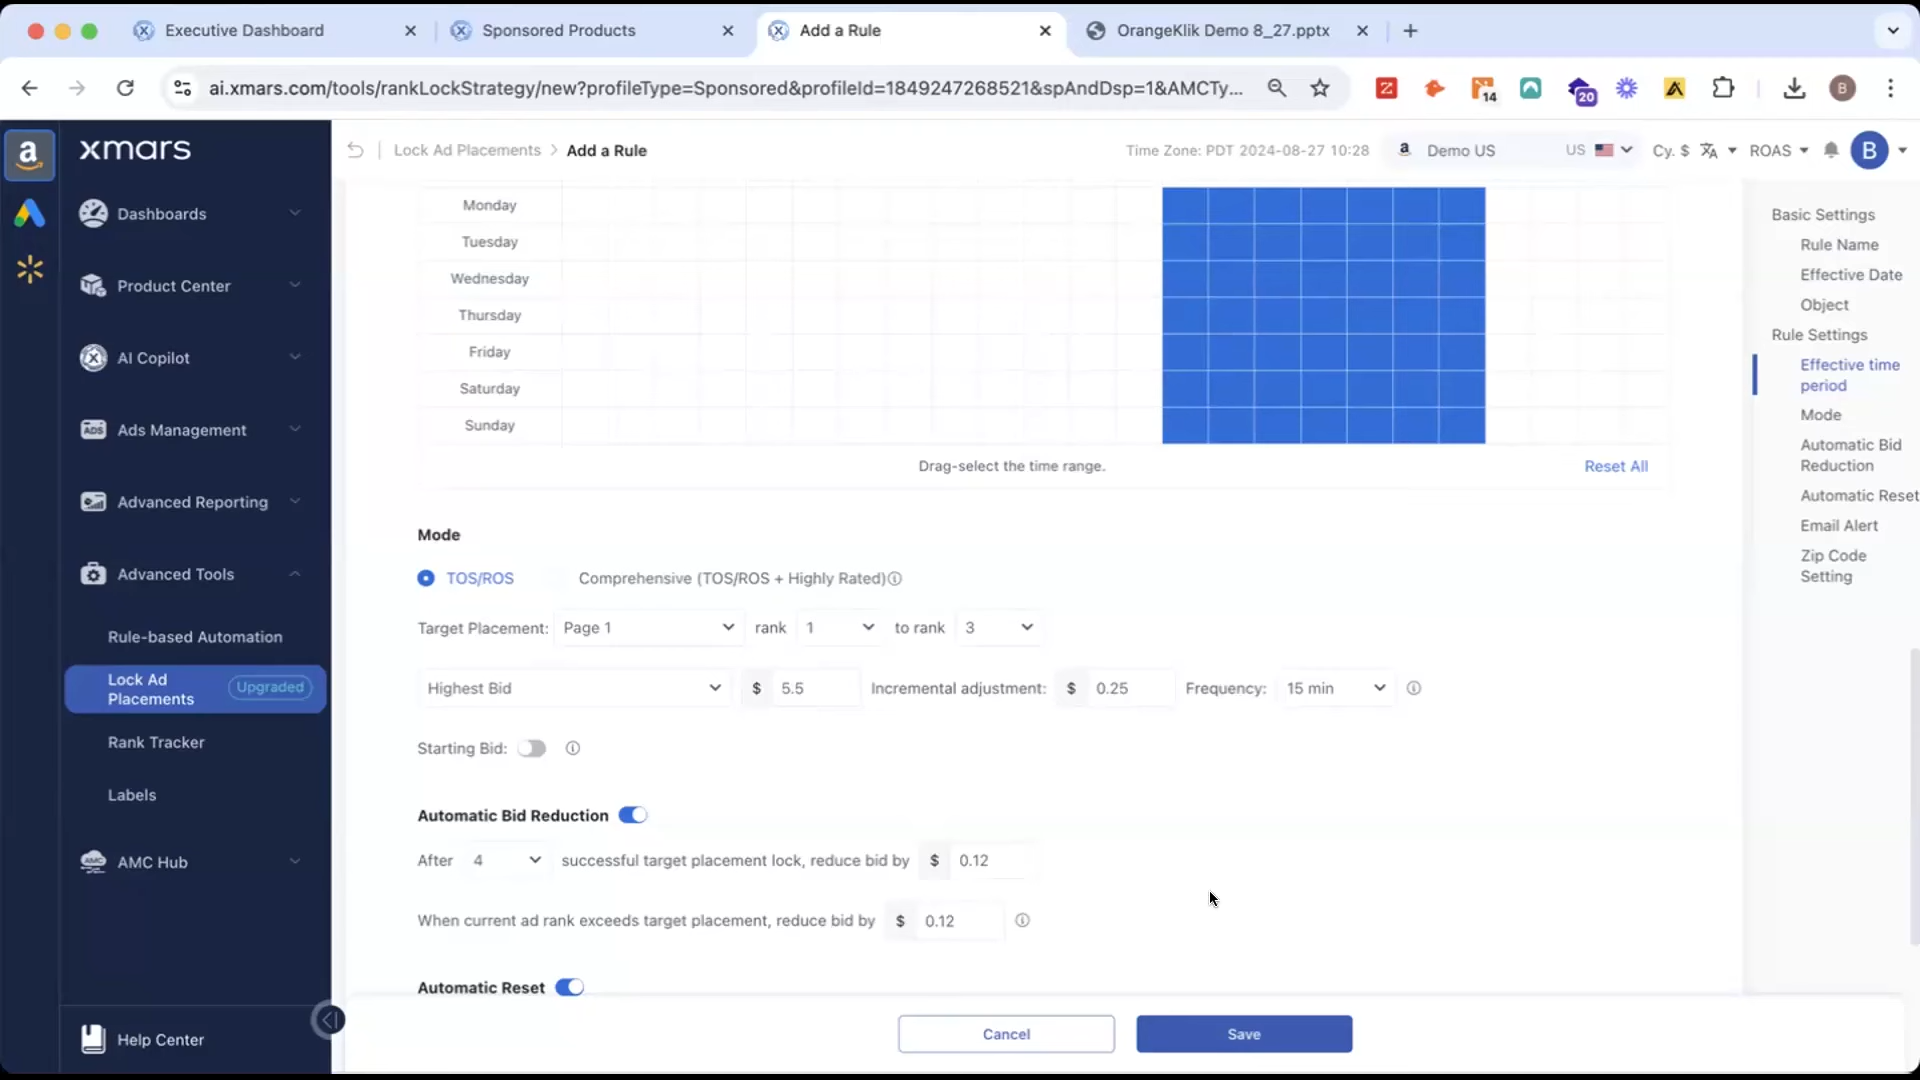 Executive Dashboard
Sponsored Products
Add a Rule
OrangeKlik Demo 8_27.pptx
ai.xmars.com/tools/rankLockStrategy/new?profileType=Sponsored&profileId=1849247268521&spAndDsp=1&AMCTy...
14
20
B
xmars
Lock Ad Placements > Add a Rule
Time Zone: PDT 2024-08-27 10:28
Demo US
US
Cy. $
ROAS
B
Dashboards
Product Center
AI Copilot
Ads Management
Advanced Reporting
Advanced Tools
Rule-based Automation
Lock Ad Placements
Upgraded
Rank Tracker
Labels
AMC Hub
Help Center
Monday
Tuesday
Wednesday
Thursday
Friday
Saturday
Sunday
Drag-select the time range.
Reset All
Mode
TOS/ROS
Comprehensive (TOS/ROS + Highly Rated)
Target Placement: Page 1 rank 1 to rank 3
Highest Bid $ 5.5 Incremental adjustment: $ 0.25 Frequency: 15 min
Starting Bid:
Automatic Bid Reduction
After 4 successful target placement lock, reduce bid by $ 0.12
When current ad rank exceeds target placement, reduce bid by $ 0.12
Automatic Reset
Cancel
Save
Basic Settings
Rule Name
Effective Date
Object
Rule Settings
Effective time
period
Mode
Automatic Bid
Reduction
Automatic Reset
Email Alert
Zip Code
Setting